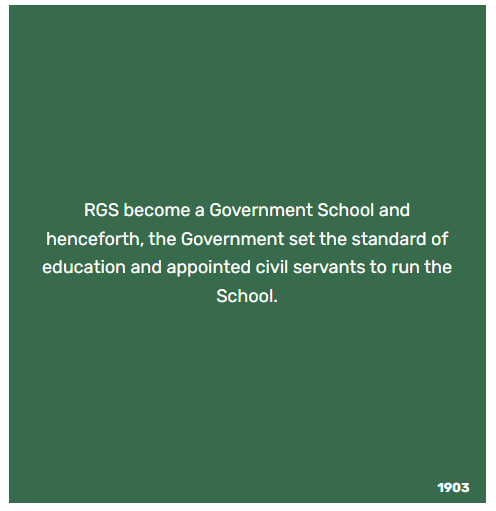 RGS become a Government School and
henceforth, the Government set the standard of
education and appointed civil servants to run the
School.
1903